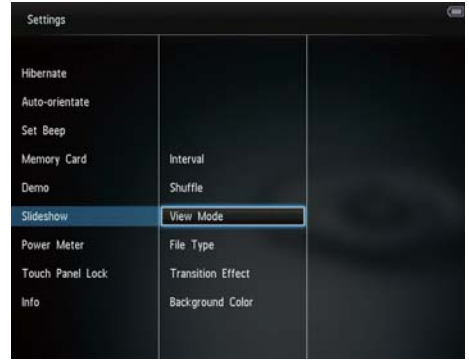 Settings
Hibernate
Auto-orientate
Set Beep
Memory Card
Demo
Slideshow
Power Meter
Touch Panel Lock
Info
Interval
Shuffle
View Mode
File Type
Transition Effect
Background Color